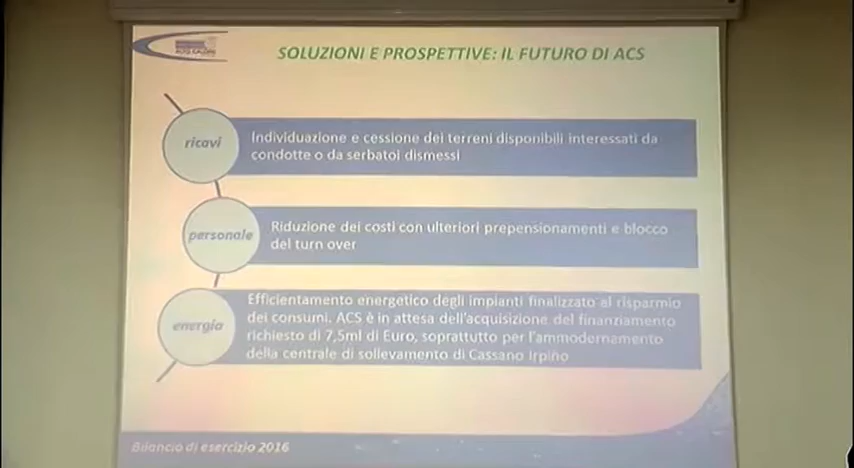 SOLUZIONI E PROSPETTIVE: IL FUTURO DI ACS
ricavi
Individuazione e cessione dei terreni disponibili interessati da
condotte o da serbatoi dismessi
personale
Riduzione dei costi con ulteriori prepensionamenti e blocco
del turn over
energia
Efficientamento energetico degli impianti finalizzato al risparmio
dei consumi. ACS è in attesa dell'acquisizione del finanziamento
richiesto di 7,5ml di Euro, soprattutto per l'ammodernamento
della centrale di sollevamento di Cassano Irpino
Bilancio di esercizio 2016